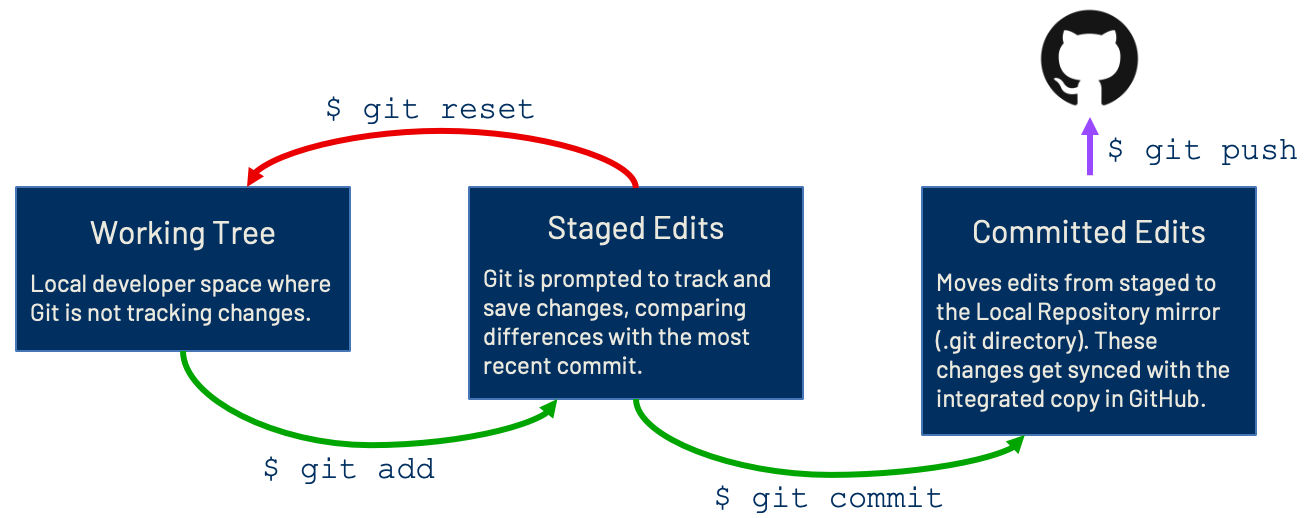 $ git reset
$ git push
Working Tree
Local developer space where
Git is not tracking changes.
Staged Edits
Git is prompted to track and
save changes, comparing
differences with the most
recent commit.
Committed Edits
Moves edits from staged to
the Local Repository mirror
(.git directory). These
changes get synced with the
integrated copy in GitHub.
$ git add
$ git commit